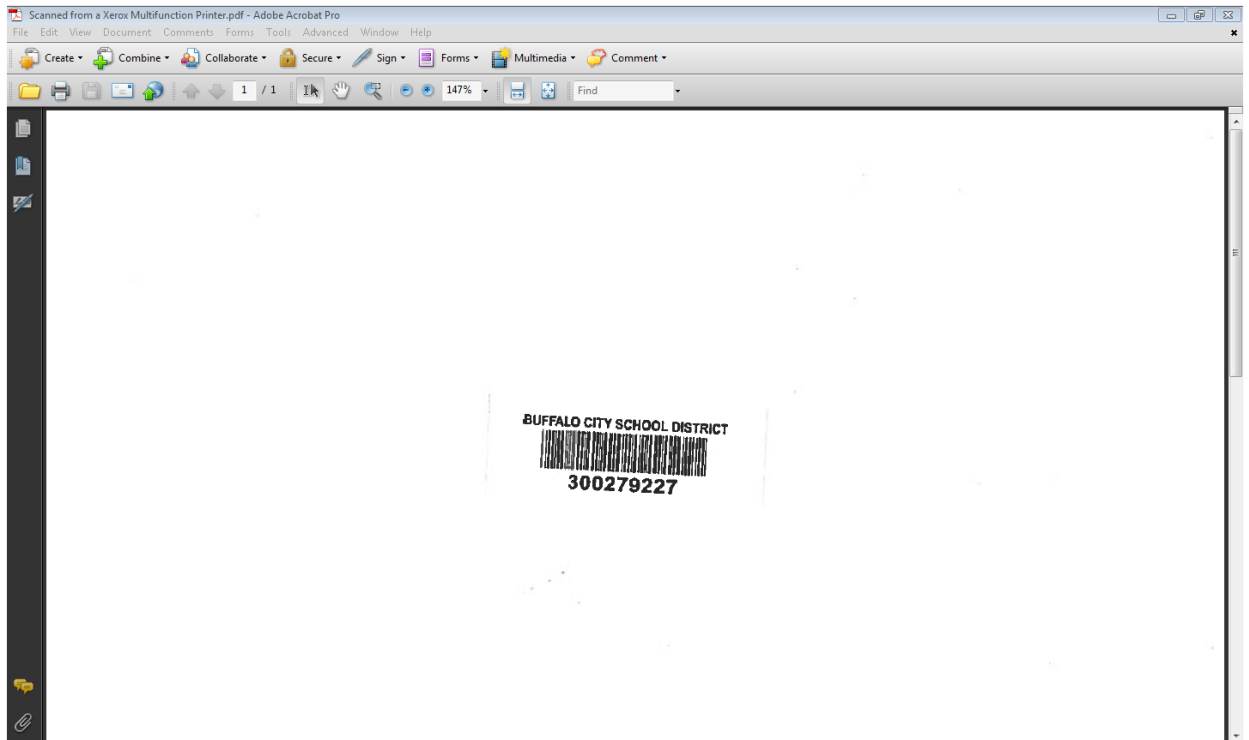 Scanned from a Xerox Multifunction Printer.pdf - Adobe Acrobat Pro
File Edit View Document Comments Forms Tools Advanced Window Help
Create Combine Collaborate Secure Sign Forms Multimedia Comment
1 / 1 147% Find
BUFFALO CITY SCHOOL DISTRICT
300279227